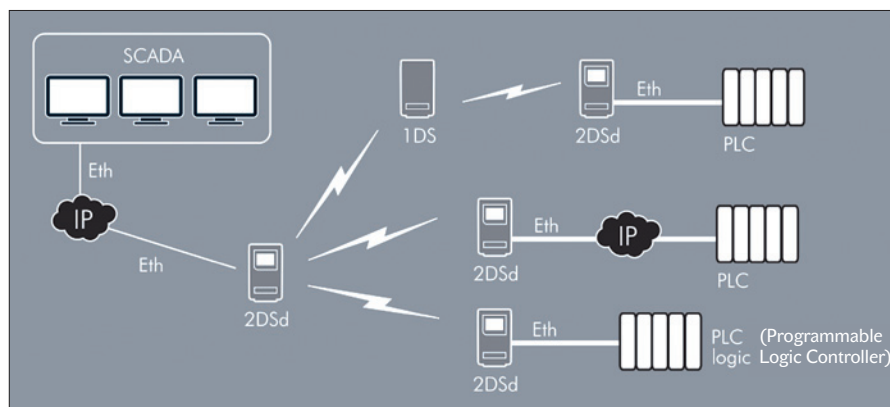 SCADA
Eth
IP
Eth
2DSd
1DS
2DSd
Eth
PLC
2DSd
Eth
IP
PLC
2DSd
Eth
PLC (Programmable
logic Logic Controller)